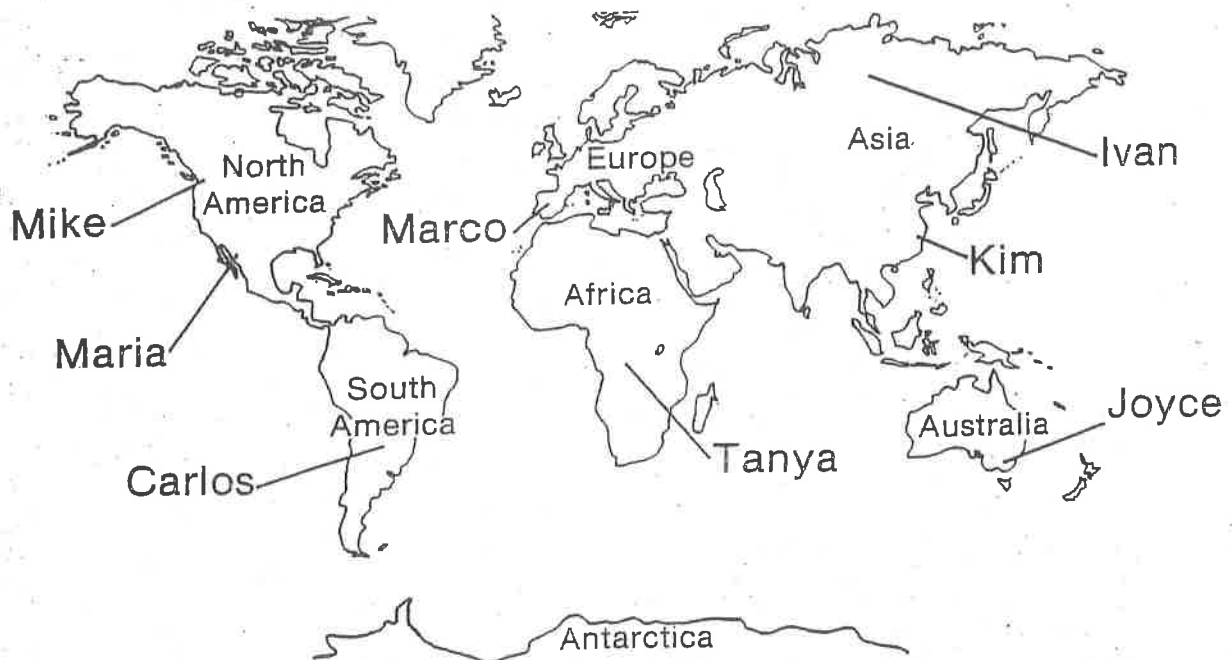 North
America
Mike
Maria
South
America
Carlos
Europe
Marco
Africa
Tanya
Asia
Ivan
Kim
Australia
Joyce
Antarctica